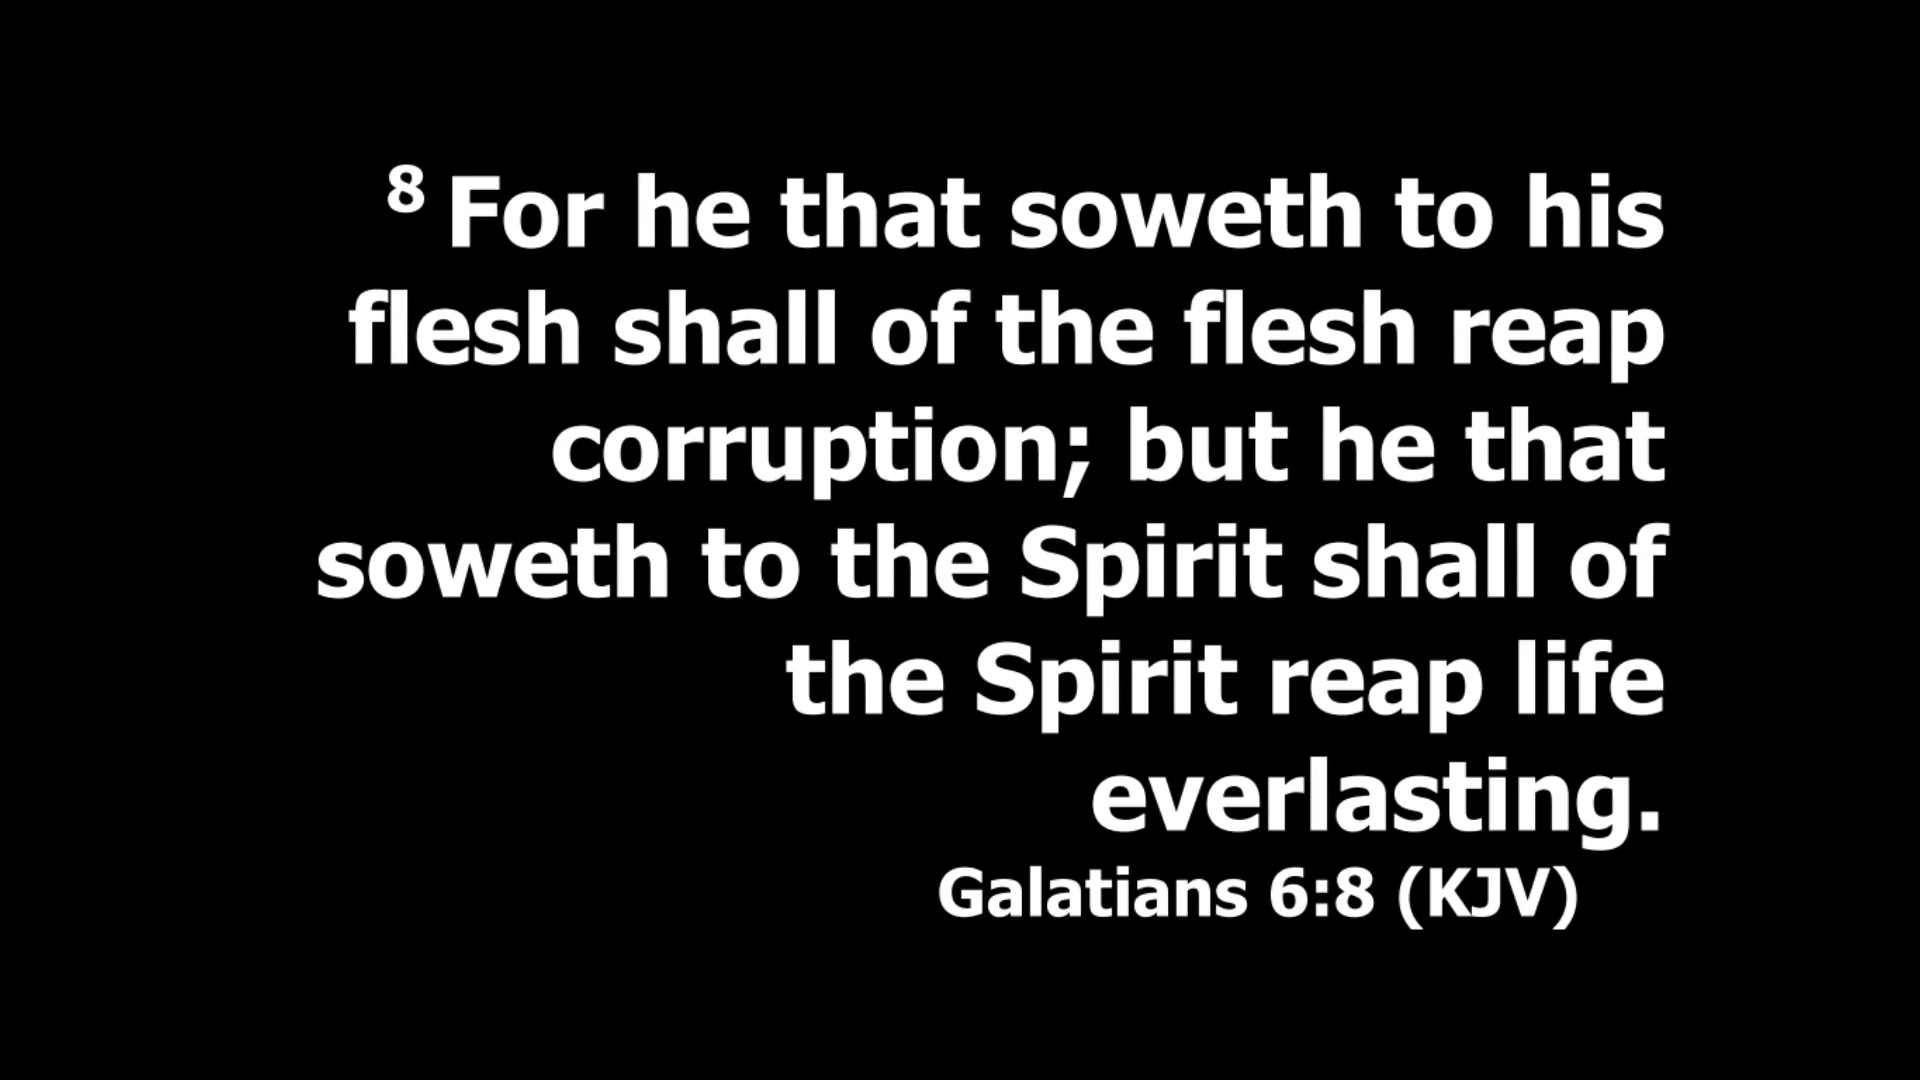 8 For he that soweth to his
flesh shall of the flesh reap
corruption; but he that
soweth to the Spirit shall of
the Spirit reap life
everlasting.
Galatians 6:8 (KJV)